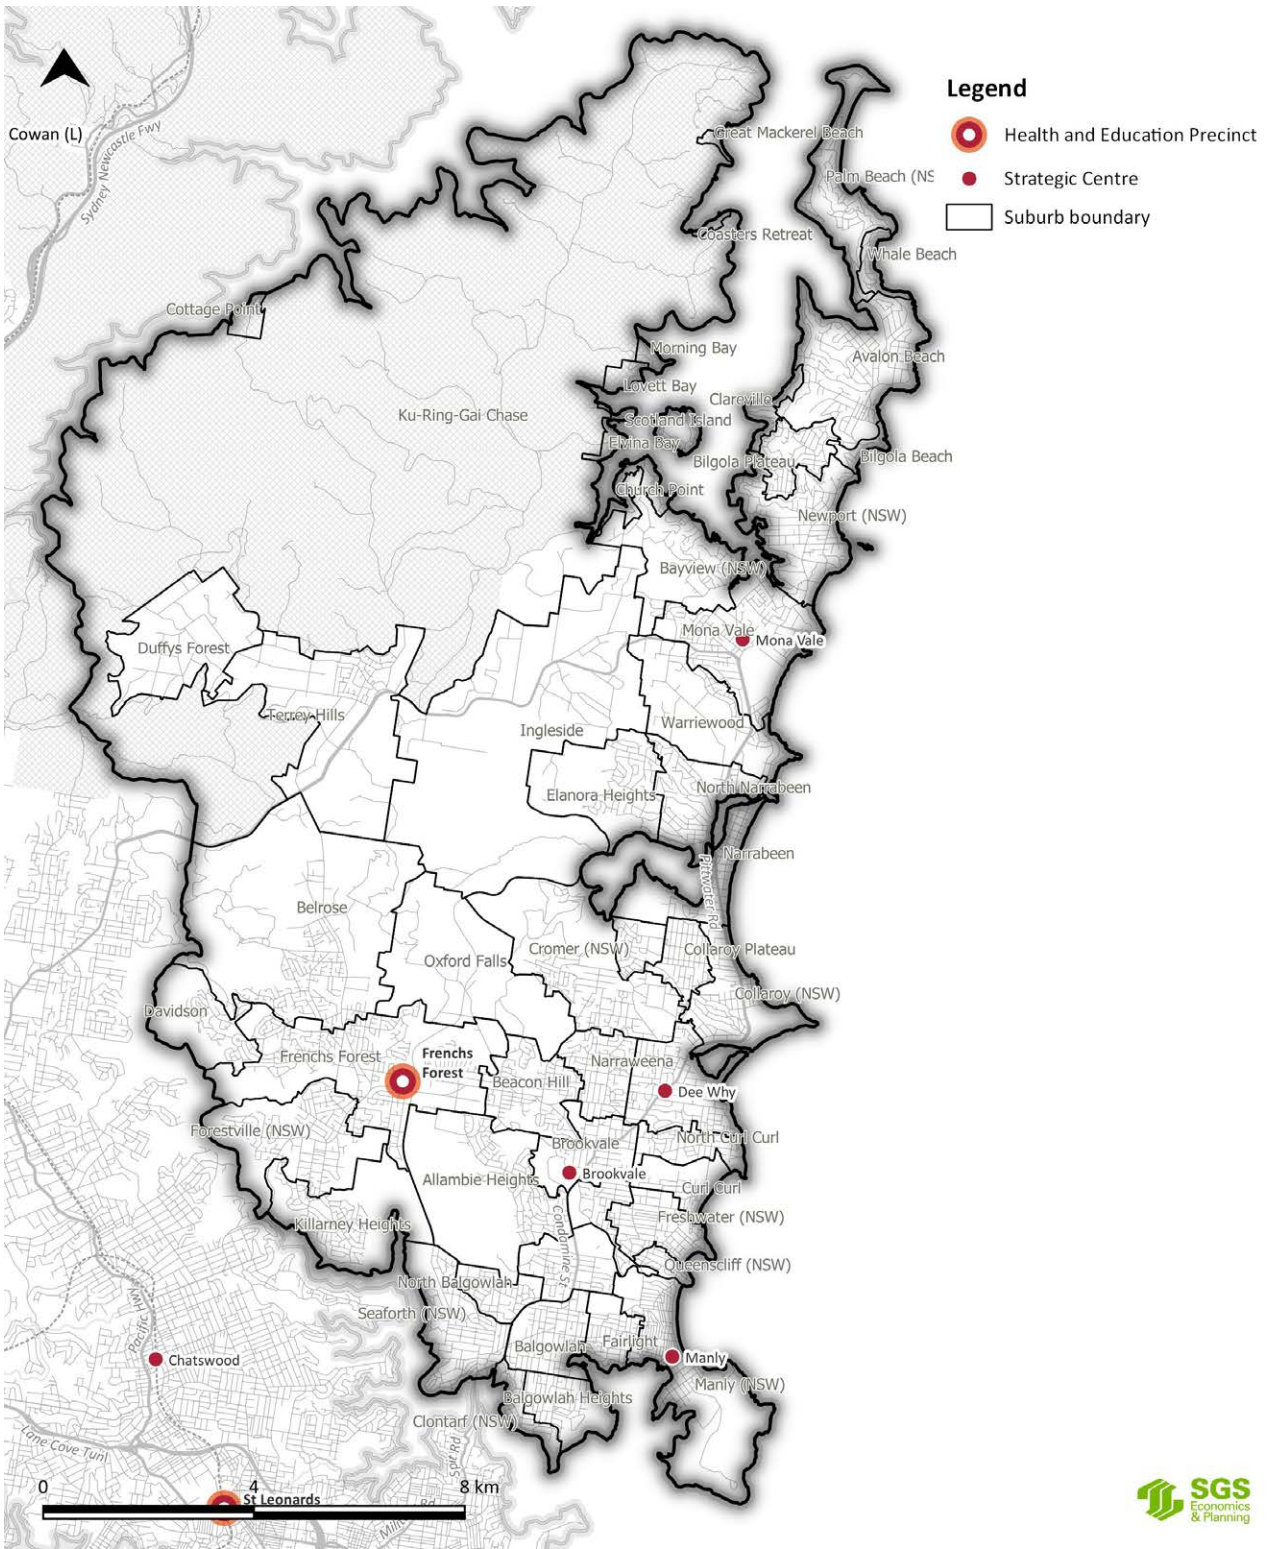 Legend
Health and Education Precinct
Strategic Centre
Suburb boundary
Cowan (L)
Sydney Newcastle Fwy
Great Mackerel Beach
Palm Beach (NS
Coasters Retreat
Whale Beach
Cottage Point
Morning Bay
Avalon Beach
Lovett Bay
Clareville
Ku-Ring-Gai Chase
Scotland Island
Elvina Bay
Bilgola Plateau
Bilgola Beach
Church Point
Newport (NSW)
Bayview (NSW)
Mona Vale
Mona Vale
Duffys Forest
Terrey Hills
Ingleside
Warriewood
Elanora Heights
North Narrabeen
Narrabeen
Pittwater Rd
Belrose
Cromer (NSW)
Collaroy Plateau
Oxford Falls
Collaroy (NSW)
Davidson
Frenchs Forest
Frenchs
Forest
Narraweena
Beacon Hill
Dee Why
Forestville (NSW)
Brookvale
North Curl Curl
Allambie Heights
Brookvale
Curl Curl
Killarney Heights
Freshwater (NSW)
Condamine St
Queenscliff (NSW)
North Balgowlah
Seaforth (NSW)
Pacific Hwy
Balgowlah
Fairlight
Chatswood
Manly
Manly (NSW)
Balgowlah Heights
Clontarf (NSW)
Lane Cove Tunl
0 4 8 km
St Leonards
SGS
Economics
& Planning